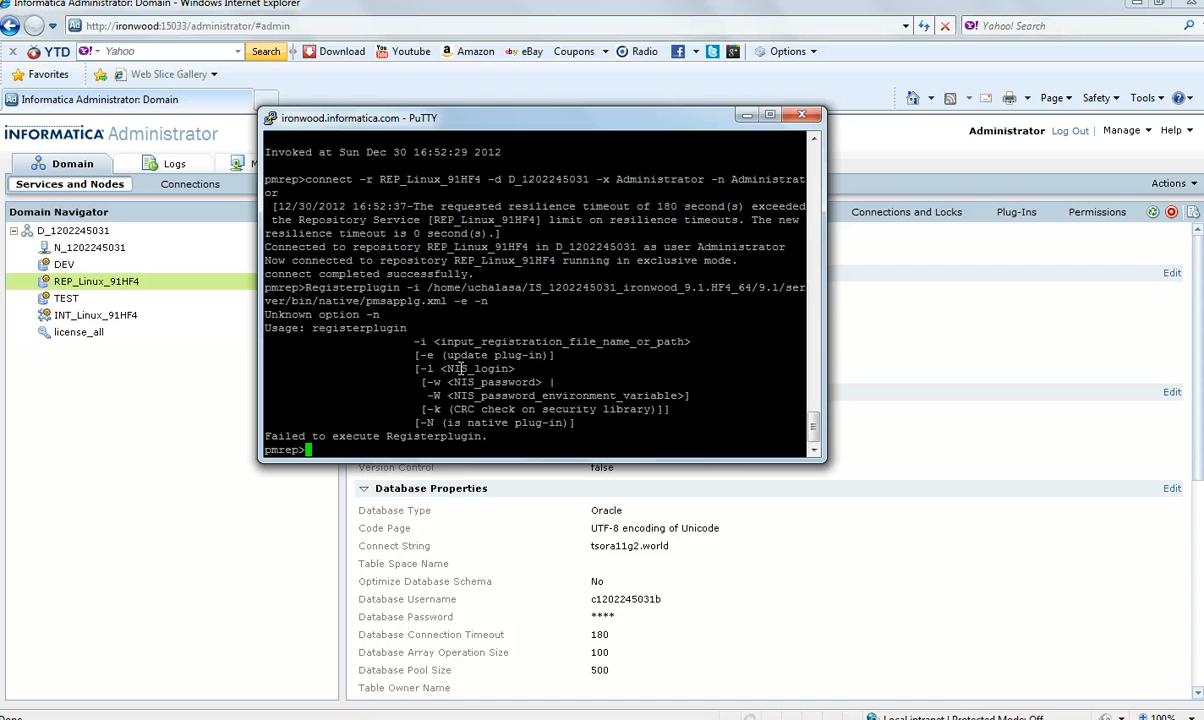 Informatica Administrator: Domain - Windows Internet Explorer
http://ironwood:15033/administrator/#admin
Yahoo! Search
YTD
Yahoo
Search
Download
Youtube
Amazon
eBay
Coupons
Radio
Options
Favorites
Web Slice Gallery
Informatica Administrator: Domain
Page
Safety
Tools
INFORMATICA Administrator
Administrator
Log Out
Manage
Help
Domain
Logs
M
Services and Nodes
Connections
Actions
Domain Navigator
D_1202245031
N_1202245031
DEV
REP_Linux_91HF4
TEST
INT_Linux_91HF4
license_all
Connections and Locks
Plug-Ins
Permissions
Edit
Edit
ironwood.informatica.com - PuTTY
Invoked at Sun Dec 30 16:52:29 2012
pmrep>connect -r REP_Linux_91HF4 -d D_1202245031 -x Administrator -n Administrat
or
[12/30/2012 16:52:37-The requested resilience timeout of 180 second(s) exceeded
the Repository Service [REP_Linux_91HF4] limit on resilience timeouts. The new
resilience timeout is 0 second(s).]
Connected to repository REP_Linux_91HF4 in D_1202245031 as user Administrator
Now connected to repository REP_Linux_91HF4 running in exclusive mode.
connect completed successfully.
pmrep>Registerplugin -i /home/uchalasa/IS_1202245031_ironwood_9.1.HF4_64/9.1/ser
ver/bin/native/pmsapplg.xml -e -n
Unknown option -n
Usage: registerplugin
-i <input_registration_file_name_or_path>
[-e (update plug-in)]
[-l <NIS_login>
[-w <NIS_password> |
-W <NIS_password_environment_variable>]
[-k (CRC check on security library)]]
[-N (is native plug-in)]
Failed to execute Registerplugin.
pmrep>
Version Control
false
Database Properties
Edit
Database Type
Oracle
Code Page
UTF-8 encoding of Unicode
Connect String
tsora11g2.world
Table Space Name
Optimize Database Schema
No
Database Username
c1202245031b
Database Password
****
Database Connection Timeout
180
Database Array Operation Size
100
Database Pool Size
500
Table Owner Name
Local intranet | Protected Mode: Off
100%